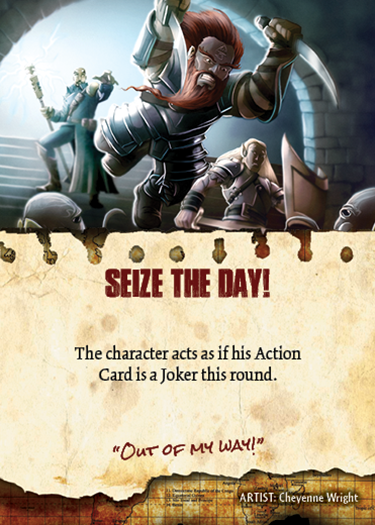 SEIZE THE DAY!
The character acts as if his Action
Card is a Joker this round.
"Out of my way!"
ARTIST: Cheyenne Wright